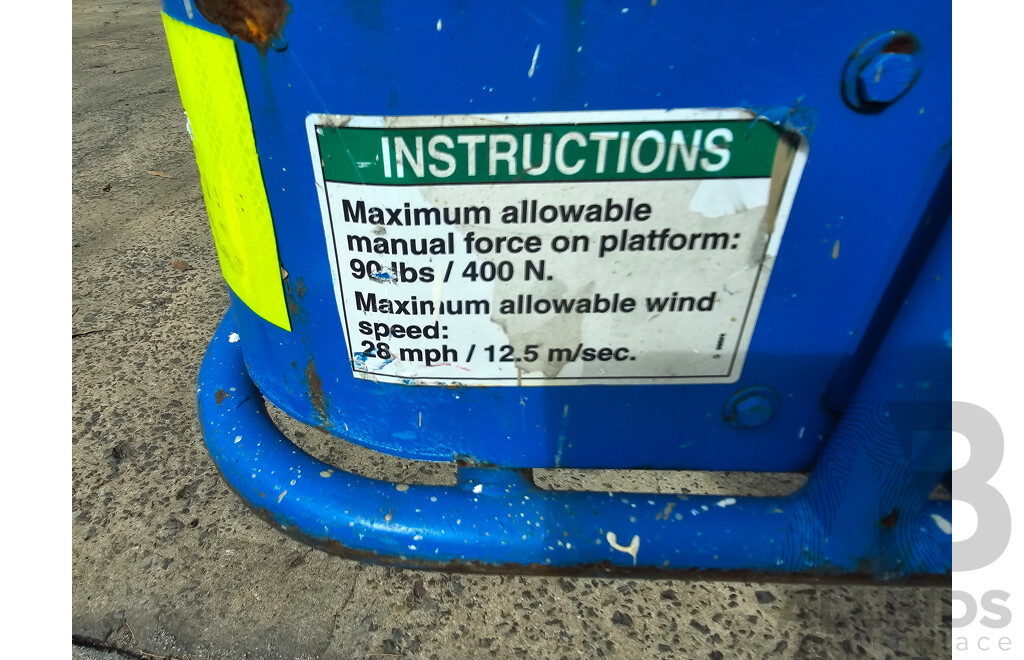 INSTRUCTIONS
Maximum allowable
manual force on platform:
90 lbs / 400 N.
Maximum allowable wind
speed:
28 mph / 12.5 m/sec.